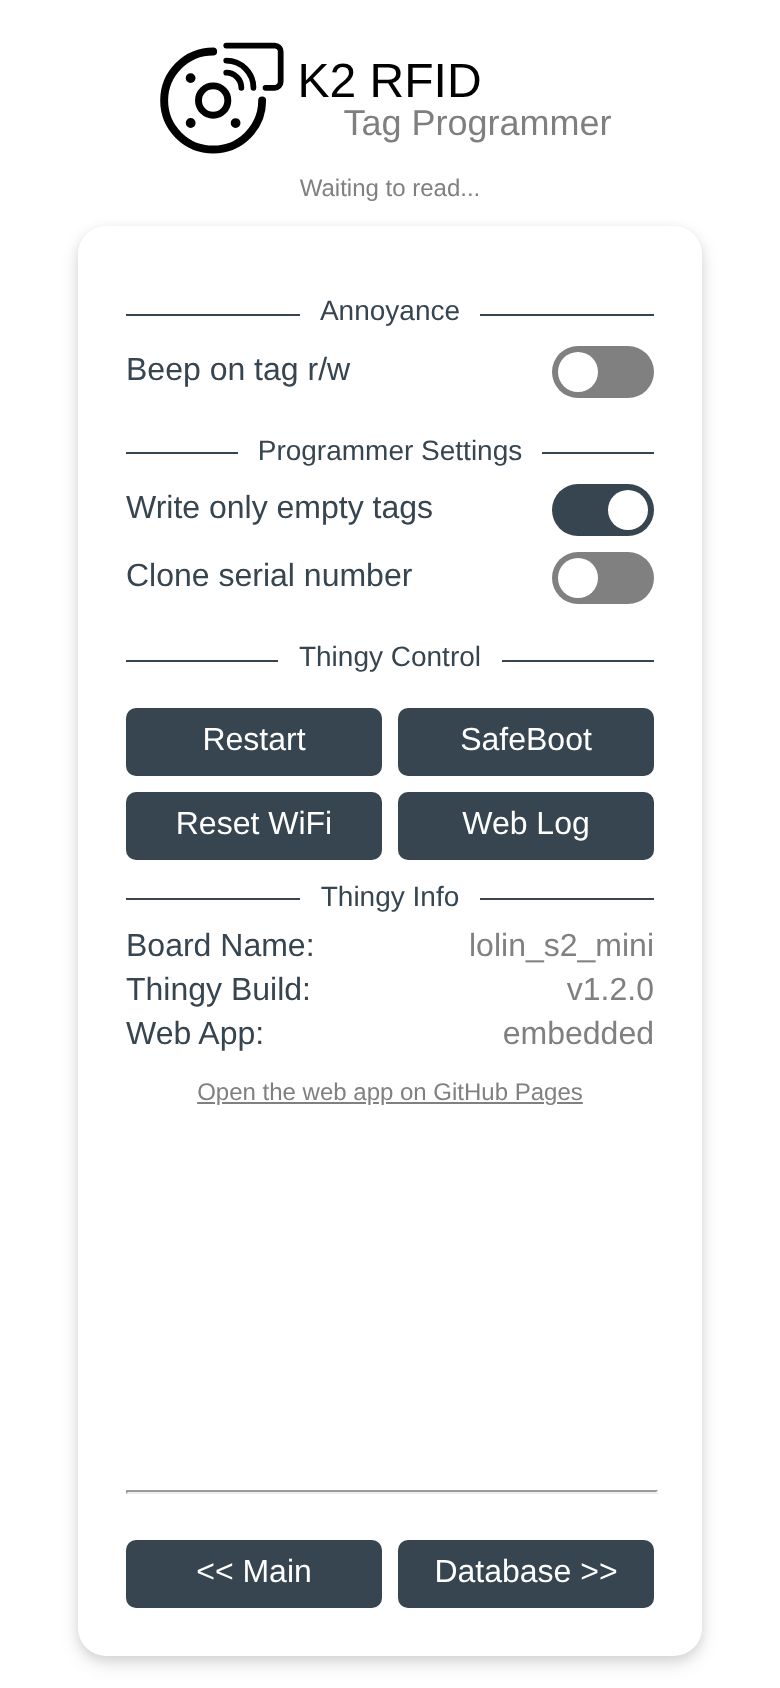 K2 RFID
Tag Programmer
Waiting to read...
Annoyance
Beep on tag r/w
Programmer Settings
Write only empty tags
Clone serial number
Thingy Control
Restart SafeBoot
Reset WiFi Web Log
Thingy Info
Board Name: lolin_s2_mini
Thingy Build: v1.2.0
Web App: embedded
Open the web app on GitHub Pages
<< Main Database >>